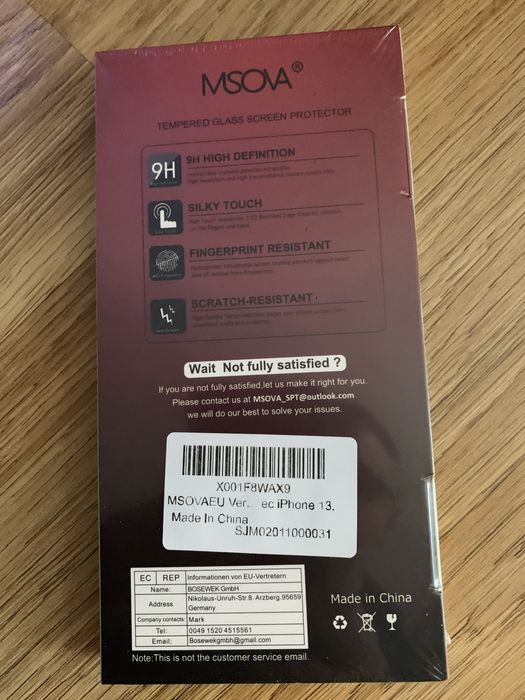 MSOVA®
TEMPERED GLASS SCREEN PROTECTOR
9H
9H HIGH DEFINITION
SILKY TOUCH
FINGERPRINT RESISTANT
SCRATCH-RESISTANT
Wait Not fully satisfied ?
If you are not fully satisfied,let us make it right for you.
Please contact us at MSOVA_SPT@outlook.com
we will do our best to solve your issues.
X001F8WAX9
MSOVAEU Ver... ec iPhone 13.
Made In China
SJM02011000031
EC REP Informationen von EU-Vertretern
Name: BOSEWEK GmbH
Address Nikolaus-Unruh-Str.8. Arzberg.95659
Germany
Company contacts: Mark
Tel: 0049 1520 4515561
Email: Bosewekgmbh@gmail.com
Note:This is not the customer service email.
Made in China